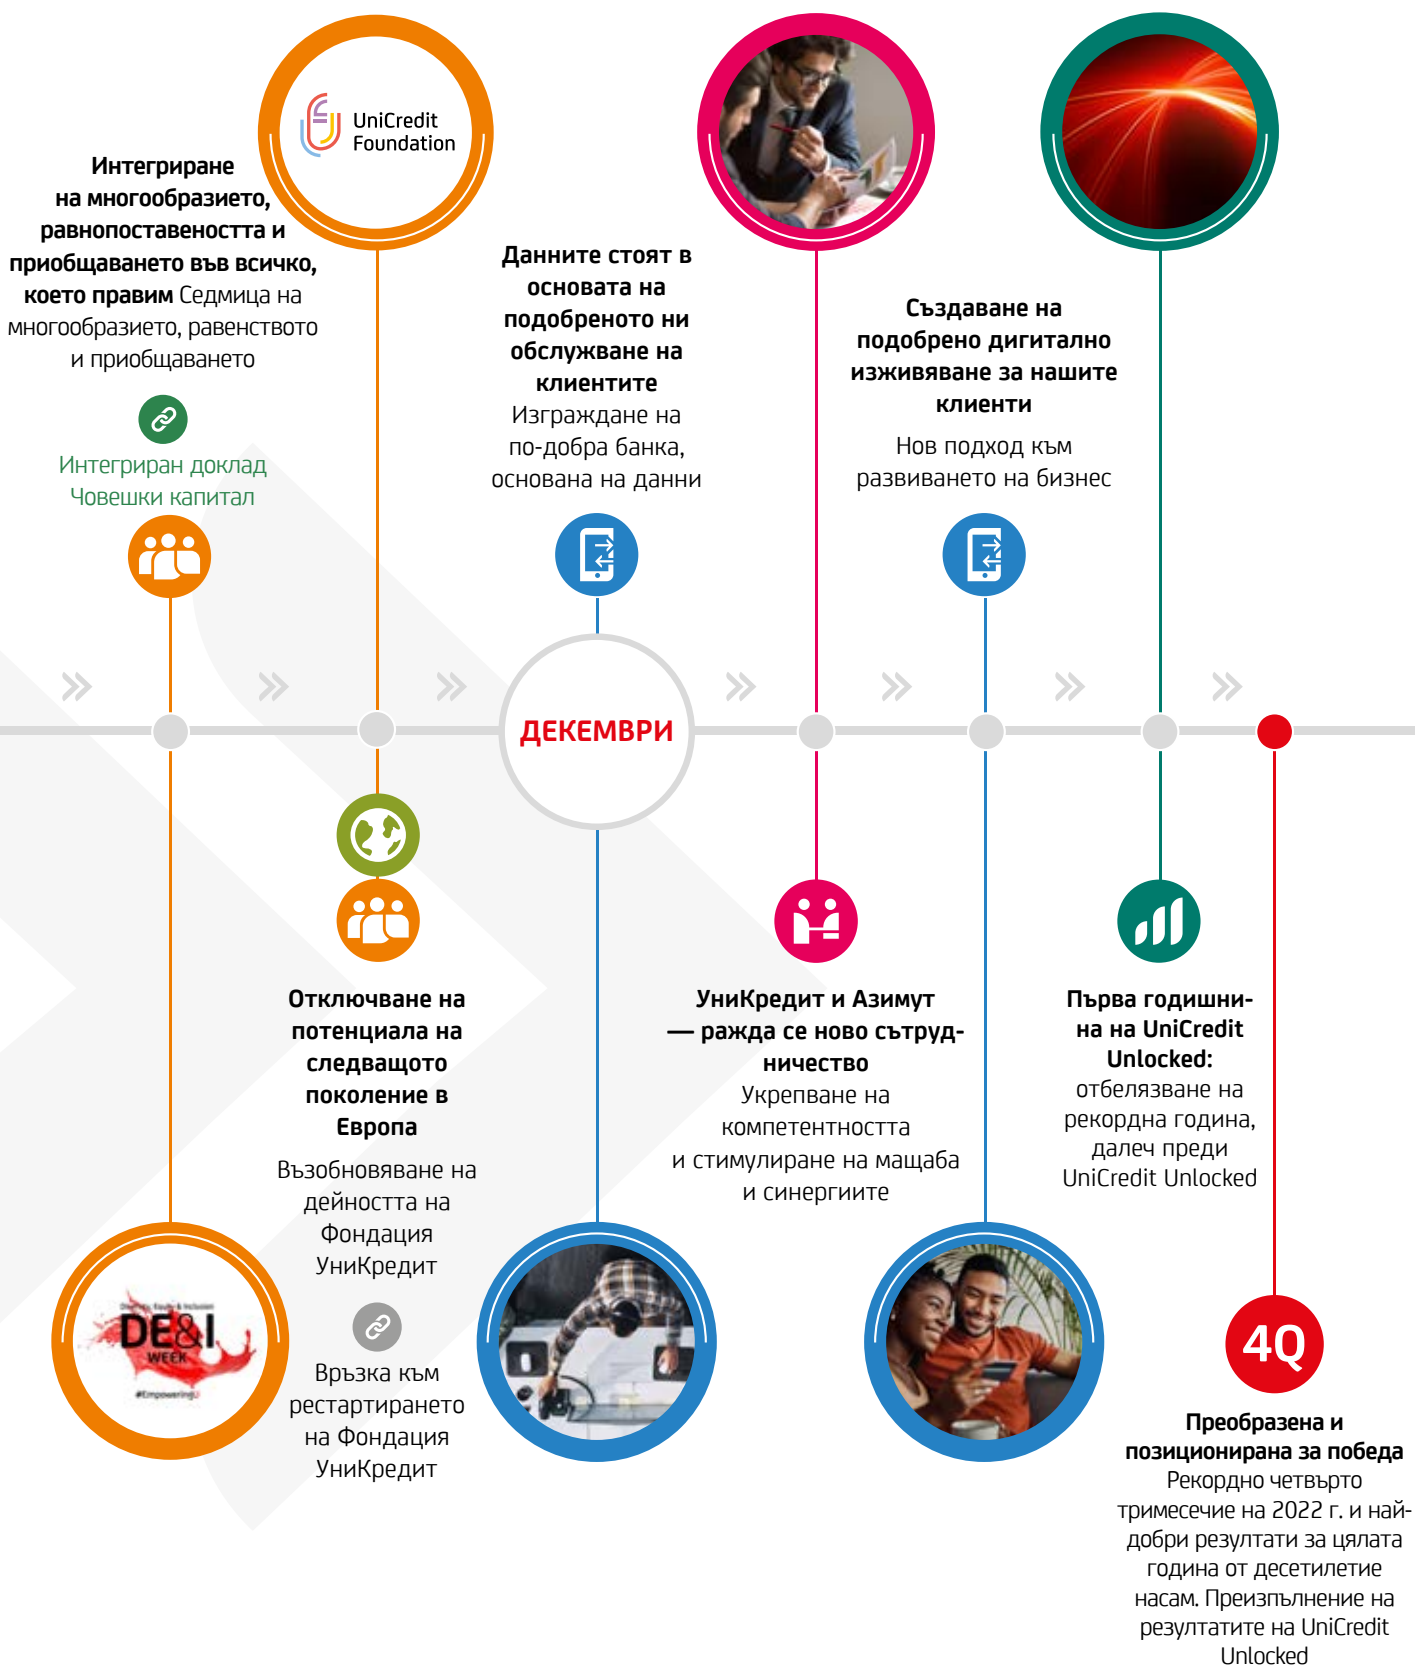 UniCredit
Foundation
Интегриране
на многообразието,
равнопоставеността и
приобщаването във всичко,
което правим Седмица на
многообразието, равенството
и приобщаването
Интегриран доклад
Човешки капитал
Данните стоят в
основата на
подобреното ни
обслужване на
клиентите
Изграждане на
по-добра банка,
основана на данни
Създаване на
подобрено дигитално
изживяване за нашите
клиенти
Нов подход към
развиването на бизнес
ДЕКЕМВРИ
Отключване на
потенциала на
следващото
поколение в
Европа
Възобновяване на
дейността на
Фондация
УниКредит
Връзка към
рестартирането
на Фондация
УниКредит
УниКредит и Азимут
— ражда се ново сътруд-
ничество
Укрепване на
компетентността
и стимулиране на мащаба
и синергиите
Първа годишни-
на на UniCredit
Unlocked:
отбелязване на
рекордна година,
далеч преди
UniCredit Unlocked
Diversity, Equity & Inclusion
DE&I
WEEK
#EmpoweringU
4Q
Преобразена и
позиционирана за победа
Рекордно четвърто
тримесечие на 2022 г. и най-
добри резултати за цялата
година от десетилетие
насам. Преизпълнение на
резултатите на UniCredit
Unlocked